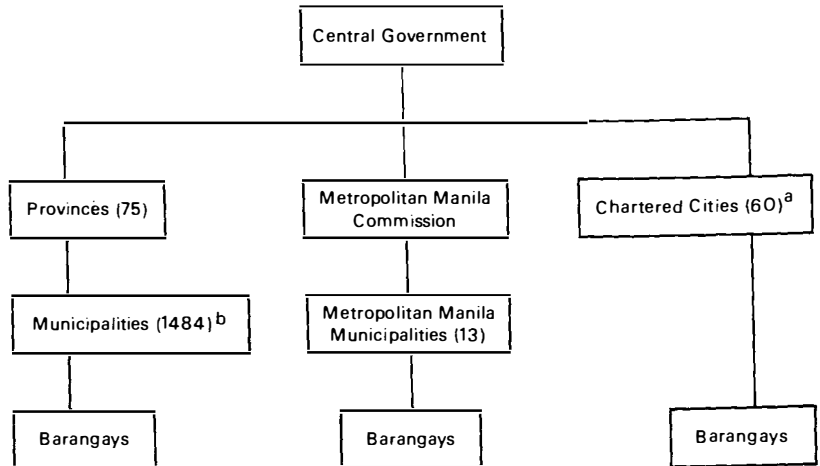 Central Government
Provinces (75)
Metropolitan Manila
Commission
Chartered Cities (60)a
Municipalities (1484)b
Metropolitan Manila
Municipalities (13)
Barangays
Barangays
Barangays